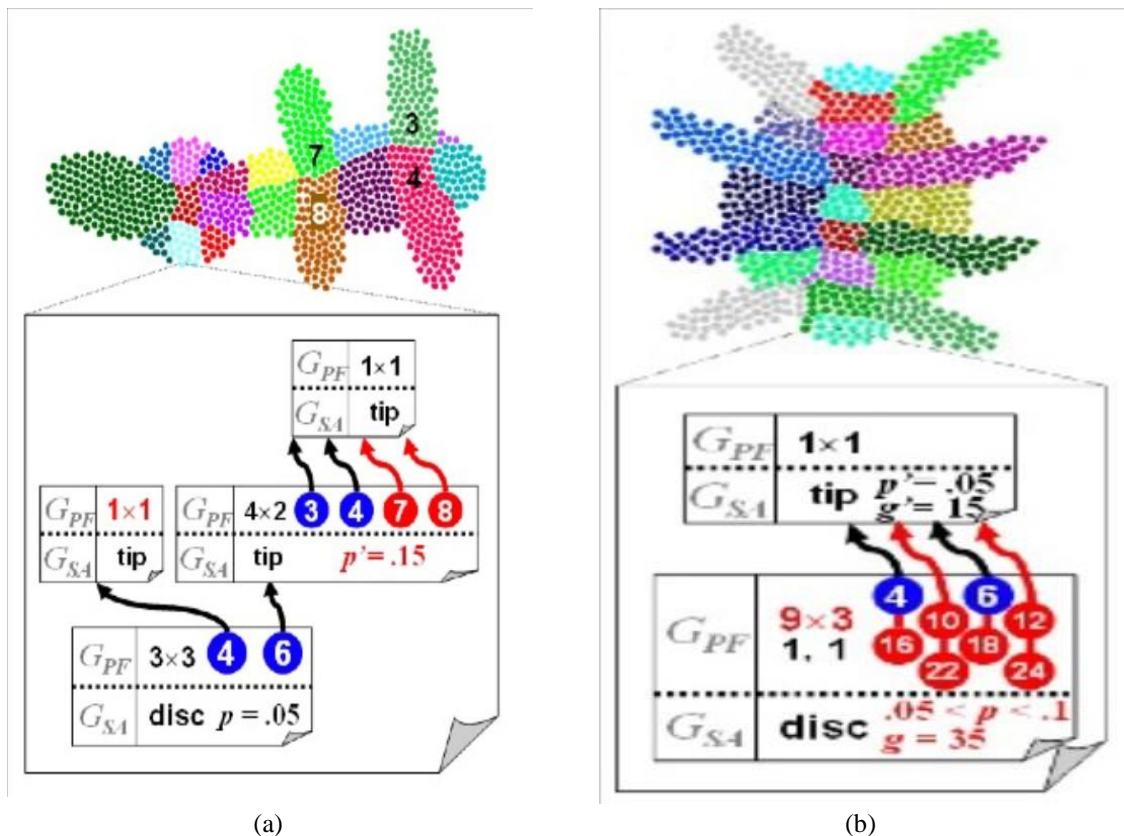 3
7
4
8
G_PF 1×1
G_SA tip
G_PF 1×1
G_SA tip
G_PF 4×2 3 4 7 8
G_SA tip p'= .15
G_PF 3×3 4 6
G_SA disc p = .05
(a)
G_PF 1×1
G_SA tip p'= .05
g'= 15
G_PF 9×3 4 10 6 12
1, 1 16 22 18 24
G_SA disc .05 < p < .1
g = 35
(b)